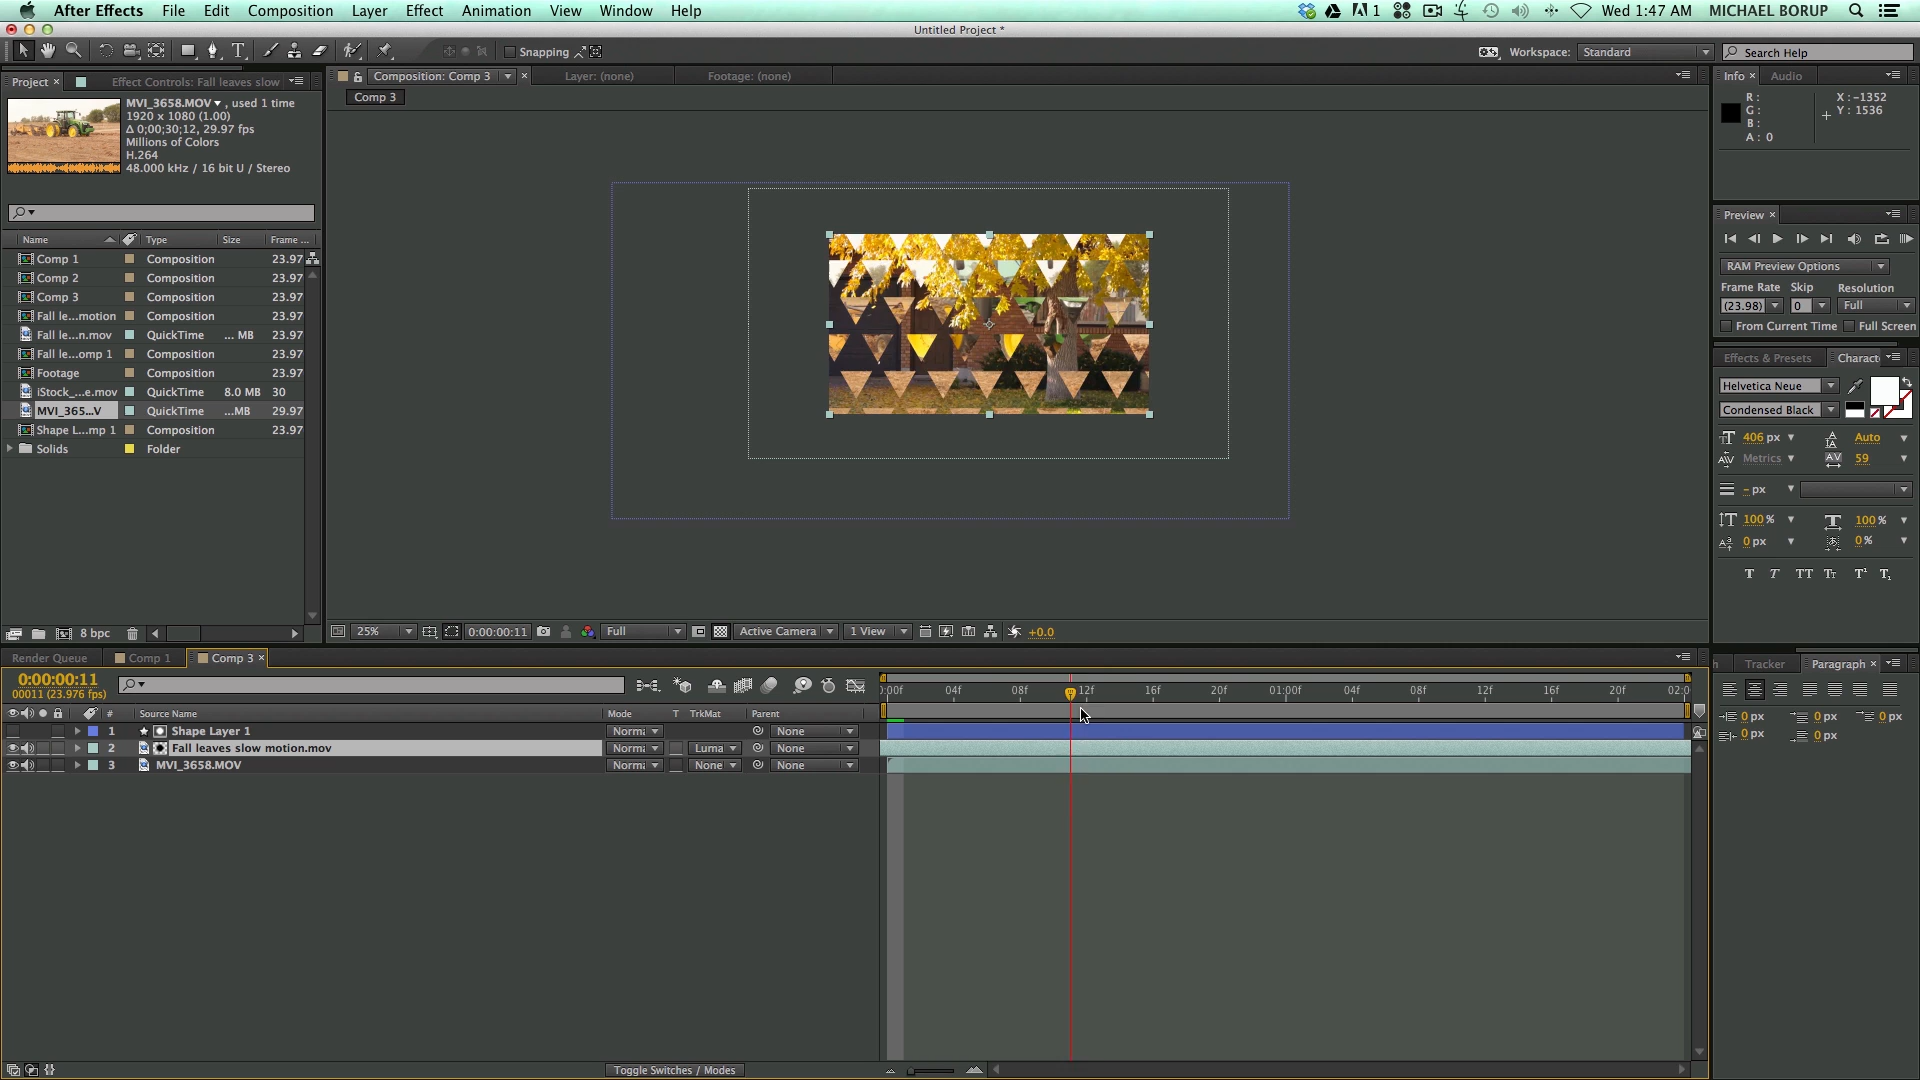 After Effects File Edit Composition Layer Effect Animation View Window Help 1 Wed 1:47 AM MICHAEL BORUP
Untitled Project *
T Snapping Workspace: Standard Search Help
Project × Effect Controls: Fall leaves slow Composition: Comp 3 × Layer: (none) Footage: (none) Info × Audio
MVI_3658.MOV ▾ , used 1 time
1920 x 1080 (1.00)
Δ 0;00;30;12, 29.97 fps
Millions of Colors
H.264
48.000 kHz / 16 bit U / Stereo
Comp 3
R :
G :
B :
A : 0
X : -1352
Y : 1536
Name Type Size Frame ...
Comp 1 Composition 23.97
Comp 2 Composition 23.97
Comp 3 Composition 23.97
Fall le...motion Composition 23.97
Fall le...n.mov QuickTime ... MB 23.97
Fall le...omp 1 Composition 23.97
Footage Composition 23.97
iStock_...e.mov QuickTime 8.0 MB 30
MVI_365...V QuickTime ...MB 29.97
Shape L...mp 1 Composition 23.97
Solids Folder
8 bpc
Preview ×
RAM Preview Options
Frame Rate Skip Resolution
(23.98) 0 Full
From Current Time Full Screen
Effects & Presets Charact
Helvetica Neue
Condensed Black
406 px Auto
Metrics 59
- px
100 % 100 %
0 px 0 %
T T TT Tt T¹ T₁
25% 0:00:00:11 Full Active Camera 1 View +0.0
Render Queue Comp 1 Comp 3 ×
0:00:00:11
00011 (23.976 fps)
):00f 04f 08f 12f 16f 20f 01:00f 04f 08f 12f 16f 20f 02:0
# Source Name Mode T TrkMat Parent
1 Shape Layer 1 Norma None
2 Fall leaves slow motion.mov Norma Luma None
3 MVI_3658.MOV Norma None None
Toggle Switches / Modes
Tracker Paragraph ×
0 px 0 px 0 px
0 px 0 px